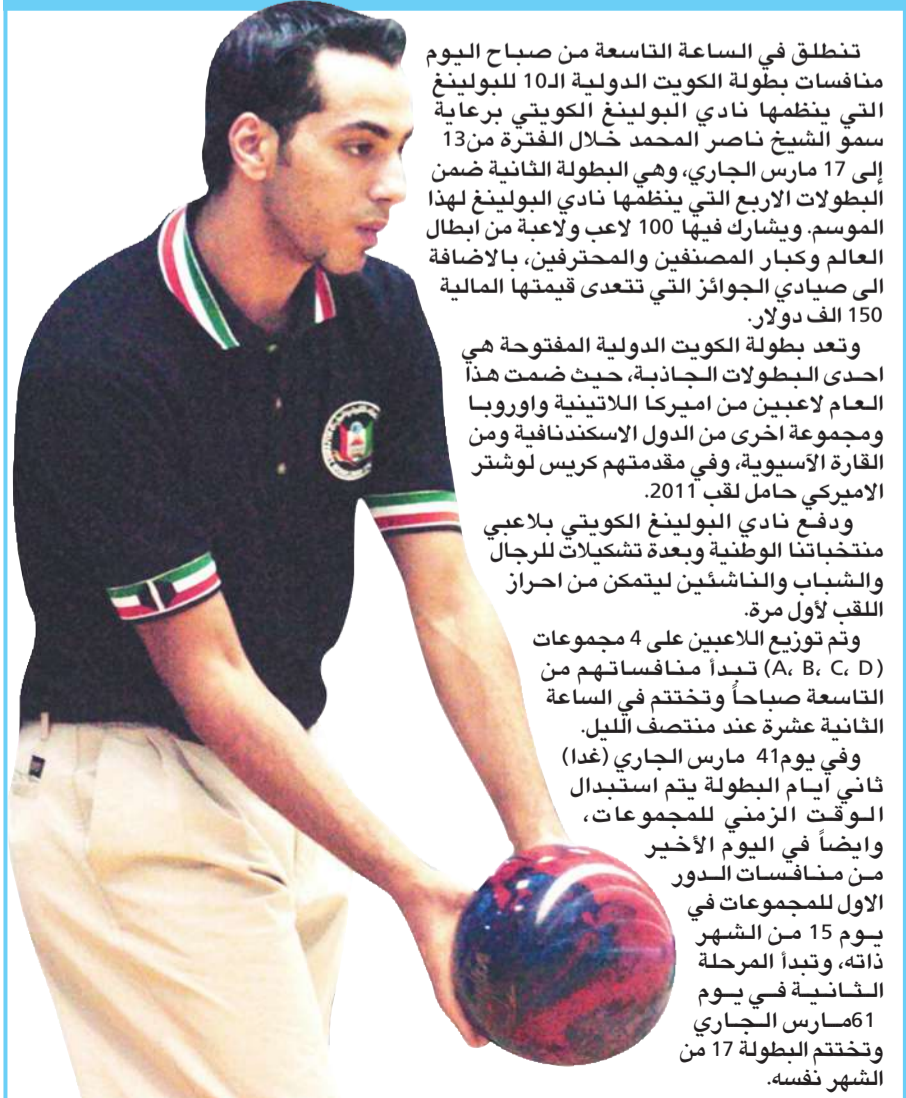 تنطلق في الساعة التاسعة من صباح اليوم
منافسات بطولة الكويت الدولية الـ10 للبولينغ
التي ينظمها نادي البولينغ الكويتي برعاية
سمو الشيخ ناصر المحمد خلال الفترة من13
إلى 17 مارس الجاري، وهي البطولة الثانية ضمن
البطولات الاربع التي ينظمها نادي البولينغ لهذا
الموسم. ويشارك فيها 100 لاعب ولاعبة من ابطال
العالم وكبار المصنفين والمحترفين، بالاضافة
الى صيادي الجوائز التي تتعدى قيمتها المالية
150 الف دولار.
وتعد بطولة الكويت الدولية المفتوحة هي
احدى البطولات الجاذبة، حيث ضمت هذا
العام لاعبين من اميركا اللاتينية واوروبا
ومجموعة اخرى من الدول الاسكندنافية ومن
القارة الآسيوية، وفي مقدمتهم كريس لوشتر
الاميركي حامل لقب 2011.
ودفع نادي البولينغ الكويتي بلاعبي
منتخباتنا الوطنية وبعدة تشكيلات للرجال
والشباب والناشئين ليتمكن من احراز
اللقب لأول مرة.
وتم توزيع اللاعبين على 4 مجموعات
(A، B، C، D) تبدأ منافساتهم من
التاسعة صباحاً وتختتم في الساعة
الثانية عشرة عند منتصف الليل.
وفي يوم41 مارس الجاري (غدا)
ثاني ايام البطولة يتم استبدال
الوقت الزمني للمجموعات،
وايضاً في اليوم الأخير
من منافسات الدور
الاول للمجموعات في
يوم 15 من الشهر
ذاته، وتبدأ المرحلة
الثانية في يوم
61مارس الجاري
وتختتم البطولة 17 من
الشهر نفسه.